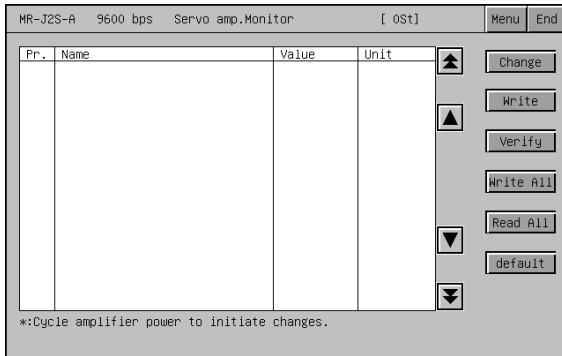 MR-J2S-A 9600 bps Servo amp.Monitor [ 0St] Menu End
Pr. Name Value Unit
Change
Write
Verify
Write All
Read All
default
*:Cycle amplifier power to initiate changes.